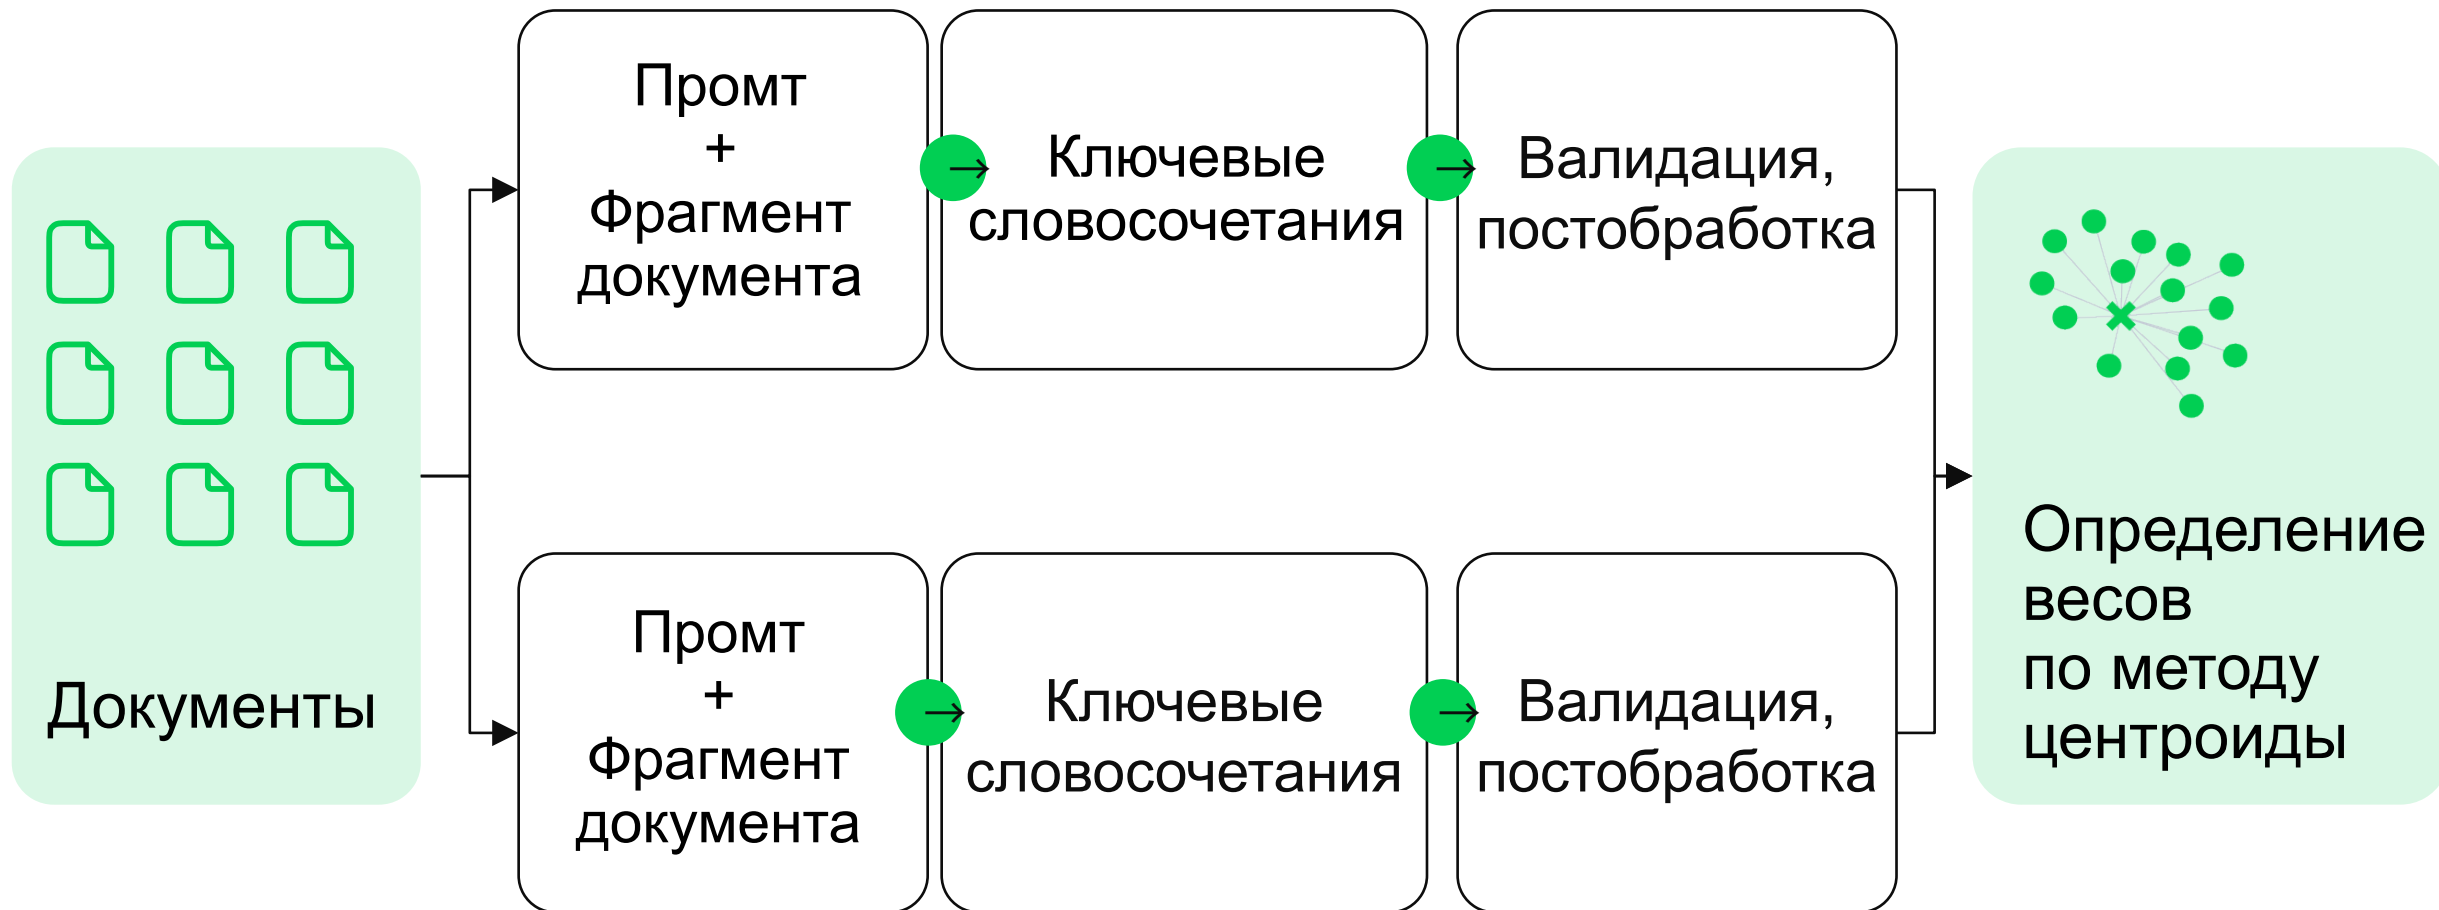 Документы
Промт
+
Фрагмент
документа
Ключевые
словосочетания
Валидация,
постобработка
Промт
+
Фрагмент
документа
Ключевые
словосочетания
Валидация,
постобработка
Определение
весов
по методу
центроиды